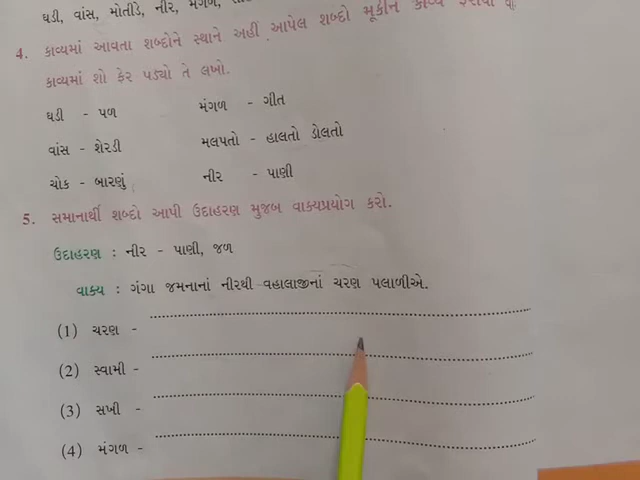 ઘડી, વાંસ, મોતીડે, નીર, મંગળ,
4. કાવ્યમાં આવતા શબ્દોને સ્થાને અહીં આપેલ શબ્દો મૂકીને કાવ્ય
કાવ્યમાં શો ફેર પડ્યો તે લખો.
ઘડી - પળ મંગળ - ગીત
વાંસ - શેરડી મલપતો - હાલતો ડોલતો
ચોક - બારણું નીર - પાણી
5. સમાનાર્થી શબ્દો આપી ઉદાહરણ મુજબ વાક્યપ્રયોગ કરો.
ઉદાહરણ : નીર - પાણી, જળ
વાક્ય : ગંગા જમનાનાં નીરથી વહાલાજીનાં ચરણ પલાળીએ.
(1) ચરણ -
(2) સ્વામી -
(3) સખી -
(4) મંગળ -